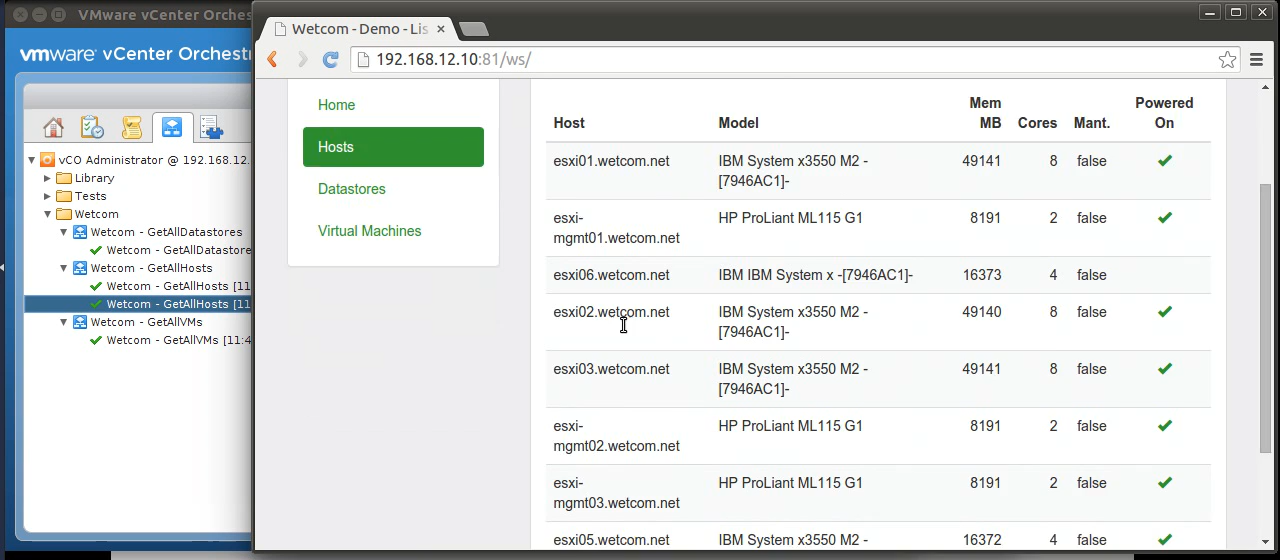 VMware vCenter Orches
Wetcom - Demo - Lis
192.168.12.10:81/ws/
vmware vCenter Orchestr
vCO Administrator @ 192.168.12.
Library
Tests
Wetcom
Wetcom - GetAllDatastores
Wetcom - GetAllDatastore
Wetcom - GetAllHosts
Wetcom - GetAllHosts [11
Wetcom - GetAllHosts [11
Wetcom - GetAllVMs
Wetcom - GetAllVMs [11:4
Home
Hosts
Datastores
Virtual Machines
Host Model Mem MB Cores Mant. Powered On
esxi01.wetcom.net IBM System x3550 M2 - [7946AC1]- 49141 8 false
esxi-mgmt01.wetcom.net HP ProLiant ML115 G1 8191 2 false
esxi06.wetcom.net IBM IBM System x -[7946AC1]- 16373 4 false
esxi02.wetcom.net IBM System x3550 M2 - [7946AC1]- 49140 8 false
esxi03.wetcom.net IBM System x3550 M2 - [7946AC1]- 49141 8 false
esxi-mgmt02.wetcom.net HP ProLiant ML115 G1 8191 2 false
esxi-mgmt03.wetcom.net HP ProLiant ML115 G1 8191 2 false
esxi05.wetcom.net IBM System x3550 M2 - 16372 4 false